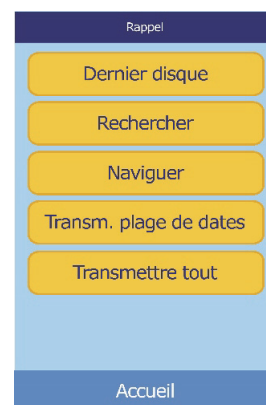 Rappel
Dernier disque
Rechercher
Naviguer
Transm. plage de dates
Transmettre tout
Accueil